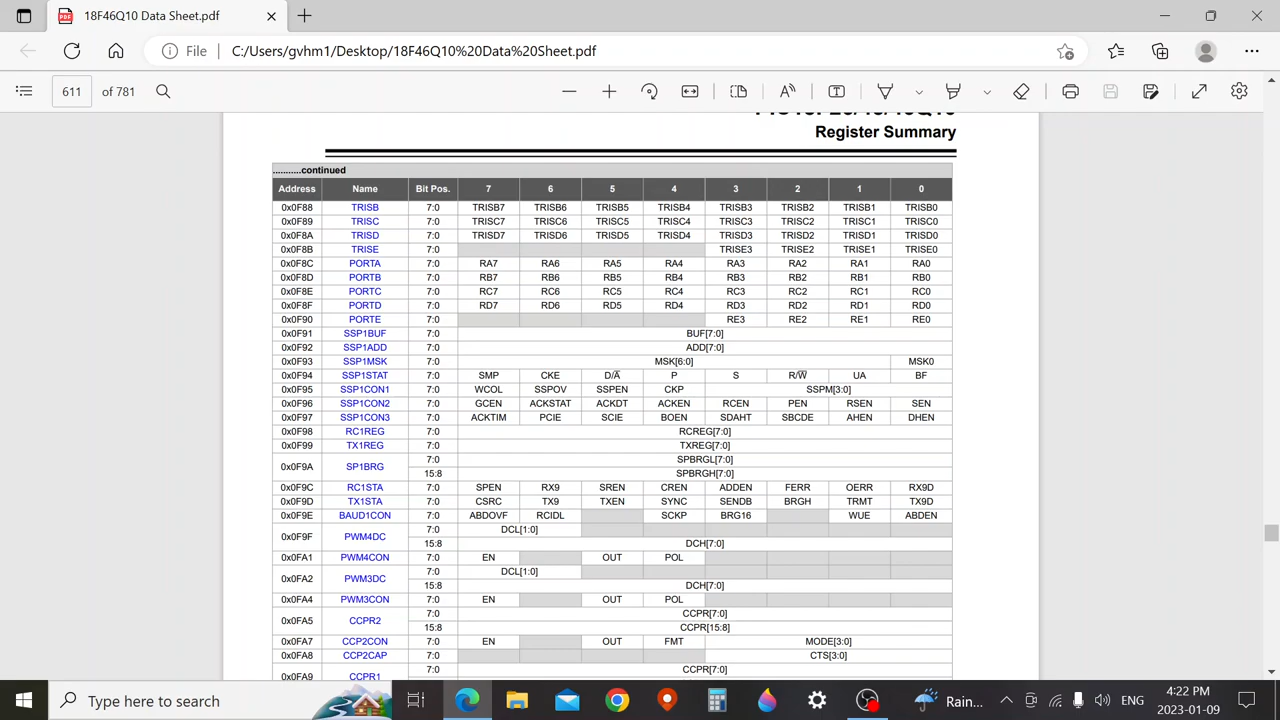 18F46Q10 Data Sheet.pdf
File C:/Users/gvhm1/Desktop/18F46Q10%20Data%20Sheet.pdf
611 of 781
Register Summary
...........continued
Address Name Bit Pos. 7 6 5 4 3 2 1 0
0x0F88 TRISB 7:0 TRISB7 TRISB6 TRISB5 TRISB4 TRISB3 TRISB2 TRISB1 TRISB0
0x0F89 TRISC 7:0 TRISC7 TRISC6 TRISC5 TRISC4 TRISC3 TRISC2 TRISC1 TRISC0
0x0F8A TRISD 7:0 TRISD7 TRISD6 TRISD5 TRISD4 TRISD3 TRISD2 TRISD1 TRISD0
0x0F8B TRISE 7:0 TRISE3 TRISE2 TRISE1 TRISE0
0x0F8C PORTA 7:0 RA7 RA6 RA5 RA4 RA3 RA2 RA1 RA0
0x0F8D PORTB 7:0 RB7 RB6 RB5 RB4 RB3 RB2 RB1 RB0
0x0F8E PORTC 7:0 RC7 RC6 RC5 RC4 RC3 RC2 RC1 RC0
0x0F8F PORTD 7:0 RD7 RD6 RD5 RD4 RD3 RD2 RD1 RD0
0x0F90 PORTE 7:0 RE3 RE2 RE1 RE0
0x0F91 SSP1BUF 7:0 BUF[7:0]
0x0F92 SSP1ADD 7:0 ADD[7:0]
0x0F93 SSP1MSK 7:0 MSK[6:0] MSK0
0x0F94 SSP1STAT 7:0 SMP CKE D/A̅ P S R/W̅ UA BF
0x0F95 SSP1CON1 7:0 WCOL SSPOV SSPEN CKP SSPM[3:0]
0x0F96 SSP1CON2 7:0 GCEN ACKSTAT ACKDT ACKEN RCEN PEN RSEN SEN
0x0F97 SSP1CON3 7:0 ACKTIM PCIE SCIE BOEN SDAHT SBCDE AHEN DHEN
0x0F98 RC1REG 7:0 RCREG[7:0]
0x0F99 TX1REG 7:0 TXREG[7:0]
0x0F9A SP1BRG 7:0 SPBRGL[7:0]
15:8 SPBRGH[7:0]
0x0F9C RC1STA 7:0 SPEN RX9 SREN CREN ADDEN FERR OERR RX9D
0x0F9D TX1STA 7:0 CSRC TX9 TXEN SYNC SENDB BRGH TRMT TX9D
0x0F9E BAUD1CON 7:0 ABDOVF RCIDL SCKP BRG16 WUE ABDEN
0x0F9F PWM4DC 7:0 DCL[1:0]
15:8 DCH[7:0]
0x0FA1 PWM4CON 7:0 EN OUT POL
0x0FA2 PWM3DC 7:0 DCL[1:0]
15:8 DCH[7:0]
0x0FA4 PWM3CON 7:0 EN OUT POL
0x0FA5 CCPR2 7:0 CCPR[7:0]
15:8 CCPR[15:8]
0x0FA7 CCP2CON 7:0 EN OUT FMT MODE[3:0]
0x0FA8 CCP2CAP 7:0 CTS[3:0]
0x0FA9 CCPR1 7:0 CCPR[7:0]
Type here to search
Rain...
ENG
4:22 PM
2023-01-09